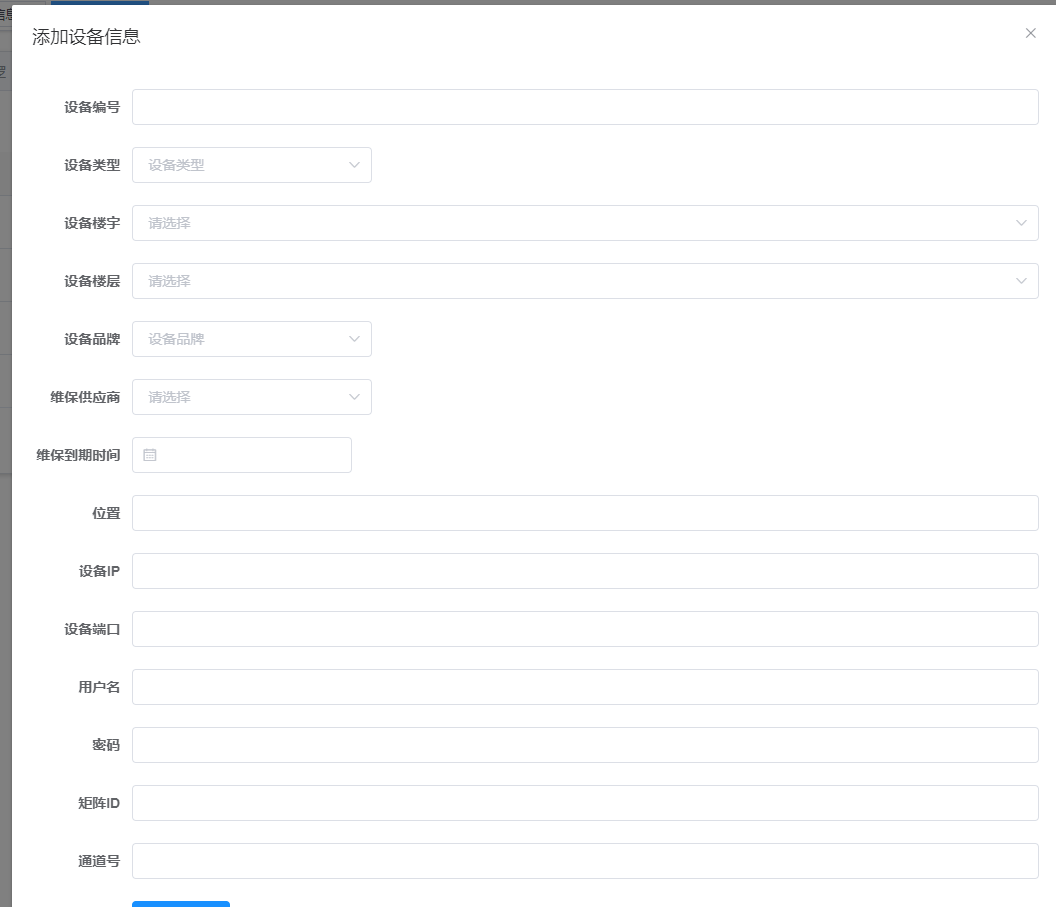 添加设备信息
设备编号
设备类型 设备类型
设备楼宇 请选择
设备楼层 请选择
设备品牌 设备品牌
维保供应商 请选择
维保到期时间
位置
设备IP
设备端口
用户名
密码
矩阵ID
通道号